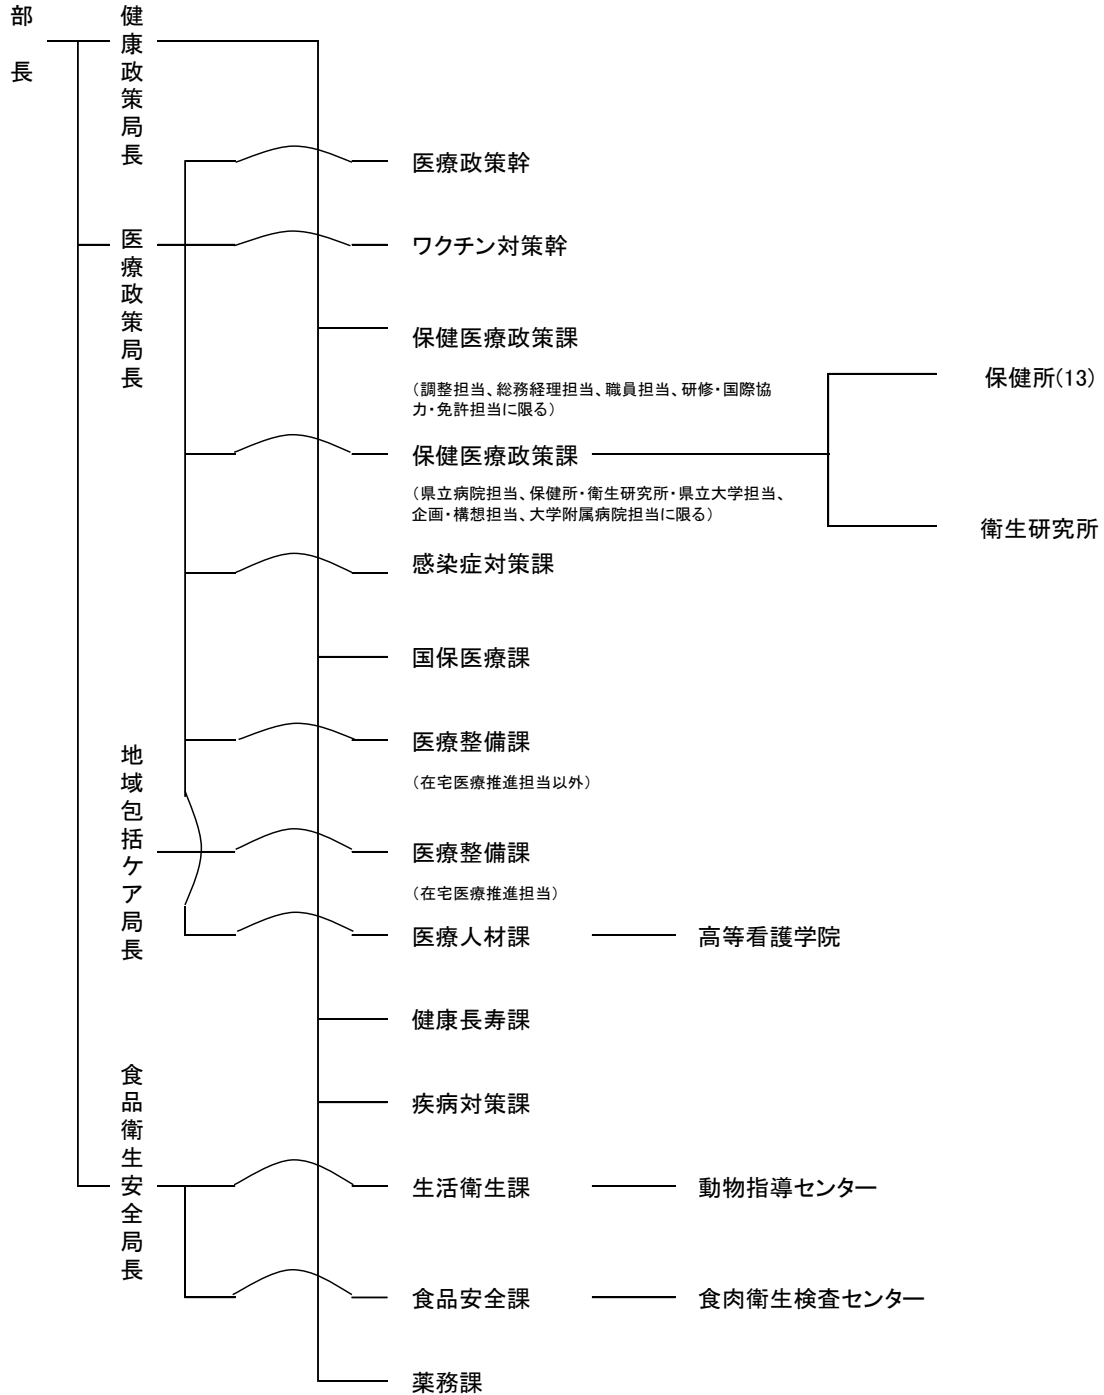 部長
健康政策局長
医療政策幹
医療政策局長
ワクチン対策幹
保健医療政策課
（調整担当、総務経理担当、職員担当、研修・国際協
力・免許担当に限る）
保健所(13)
保健医療政策課
（県立病院担当、保健所・衛生研究所・県立大学担当、
企画・構想担当、大学附属病院担当に限る）
衛生研究所
感染症対策課
国保医療課
医療整備課
（在宅医療推進担当以外）
地域包括ケア局長
医療整備課
（在宅医療推進担当）
医療人材課
高等看護学院
健康長寿課
疾病対策課
食品衛生安全局長
生活衛生課
動物指導センター
食品安全課
食肉衛生検査センター
薬務課